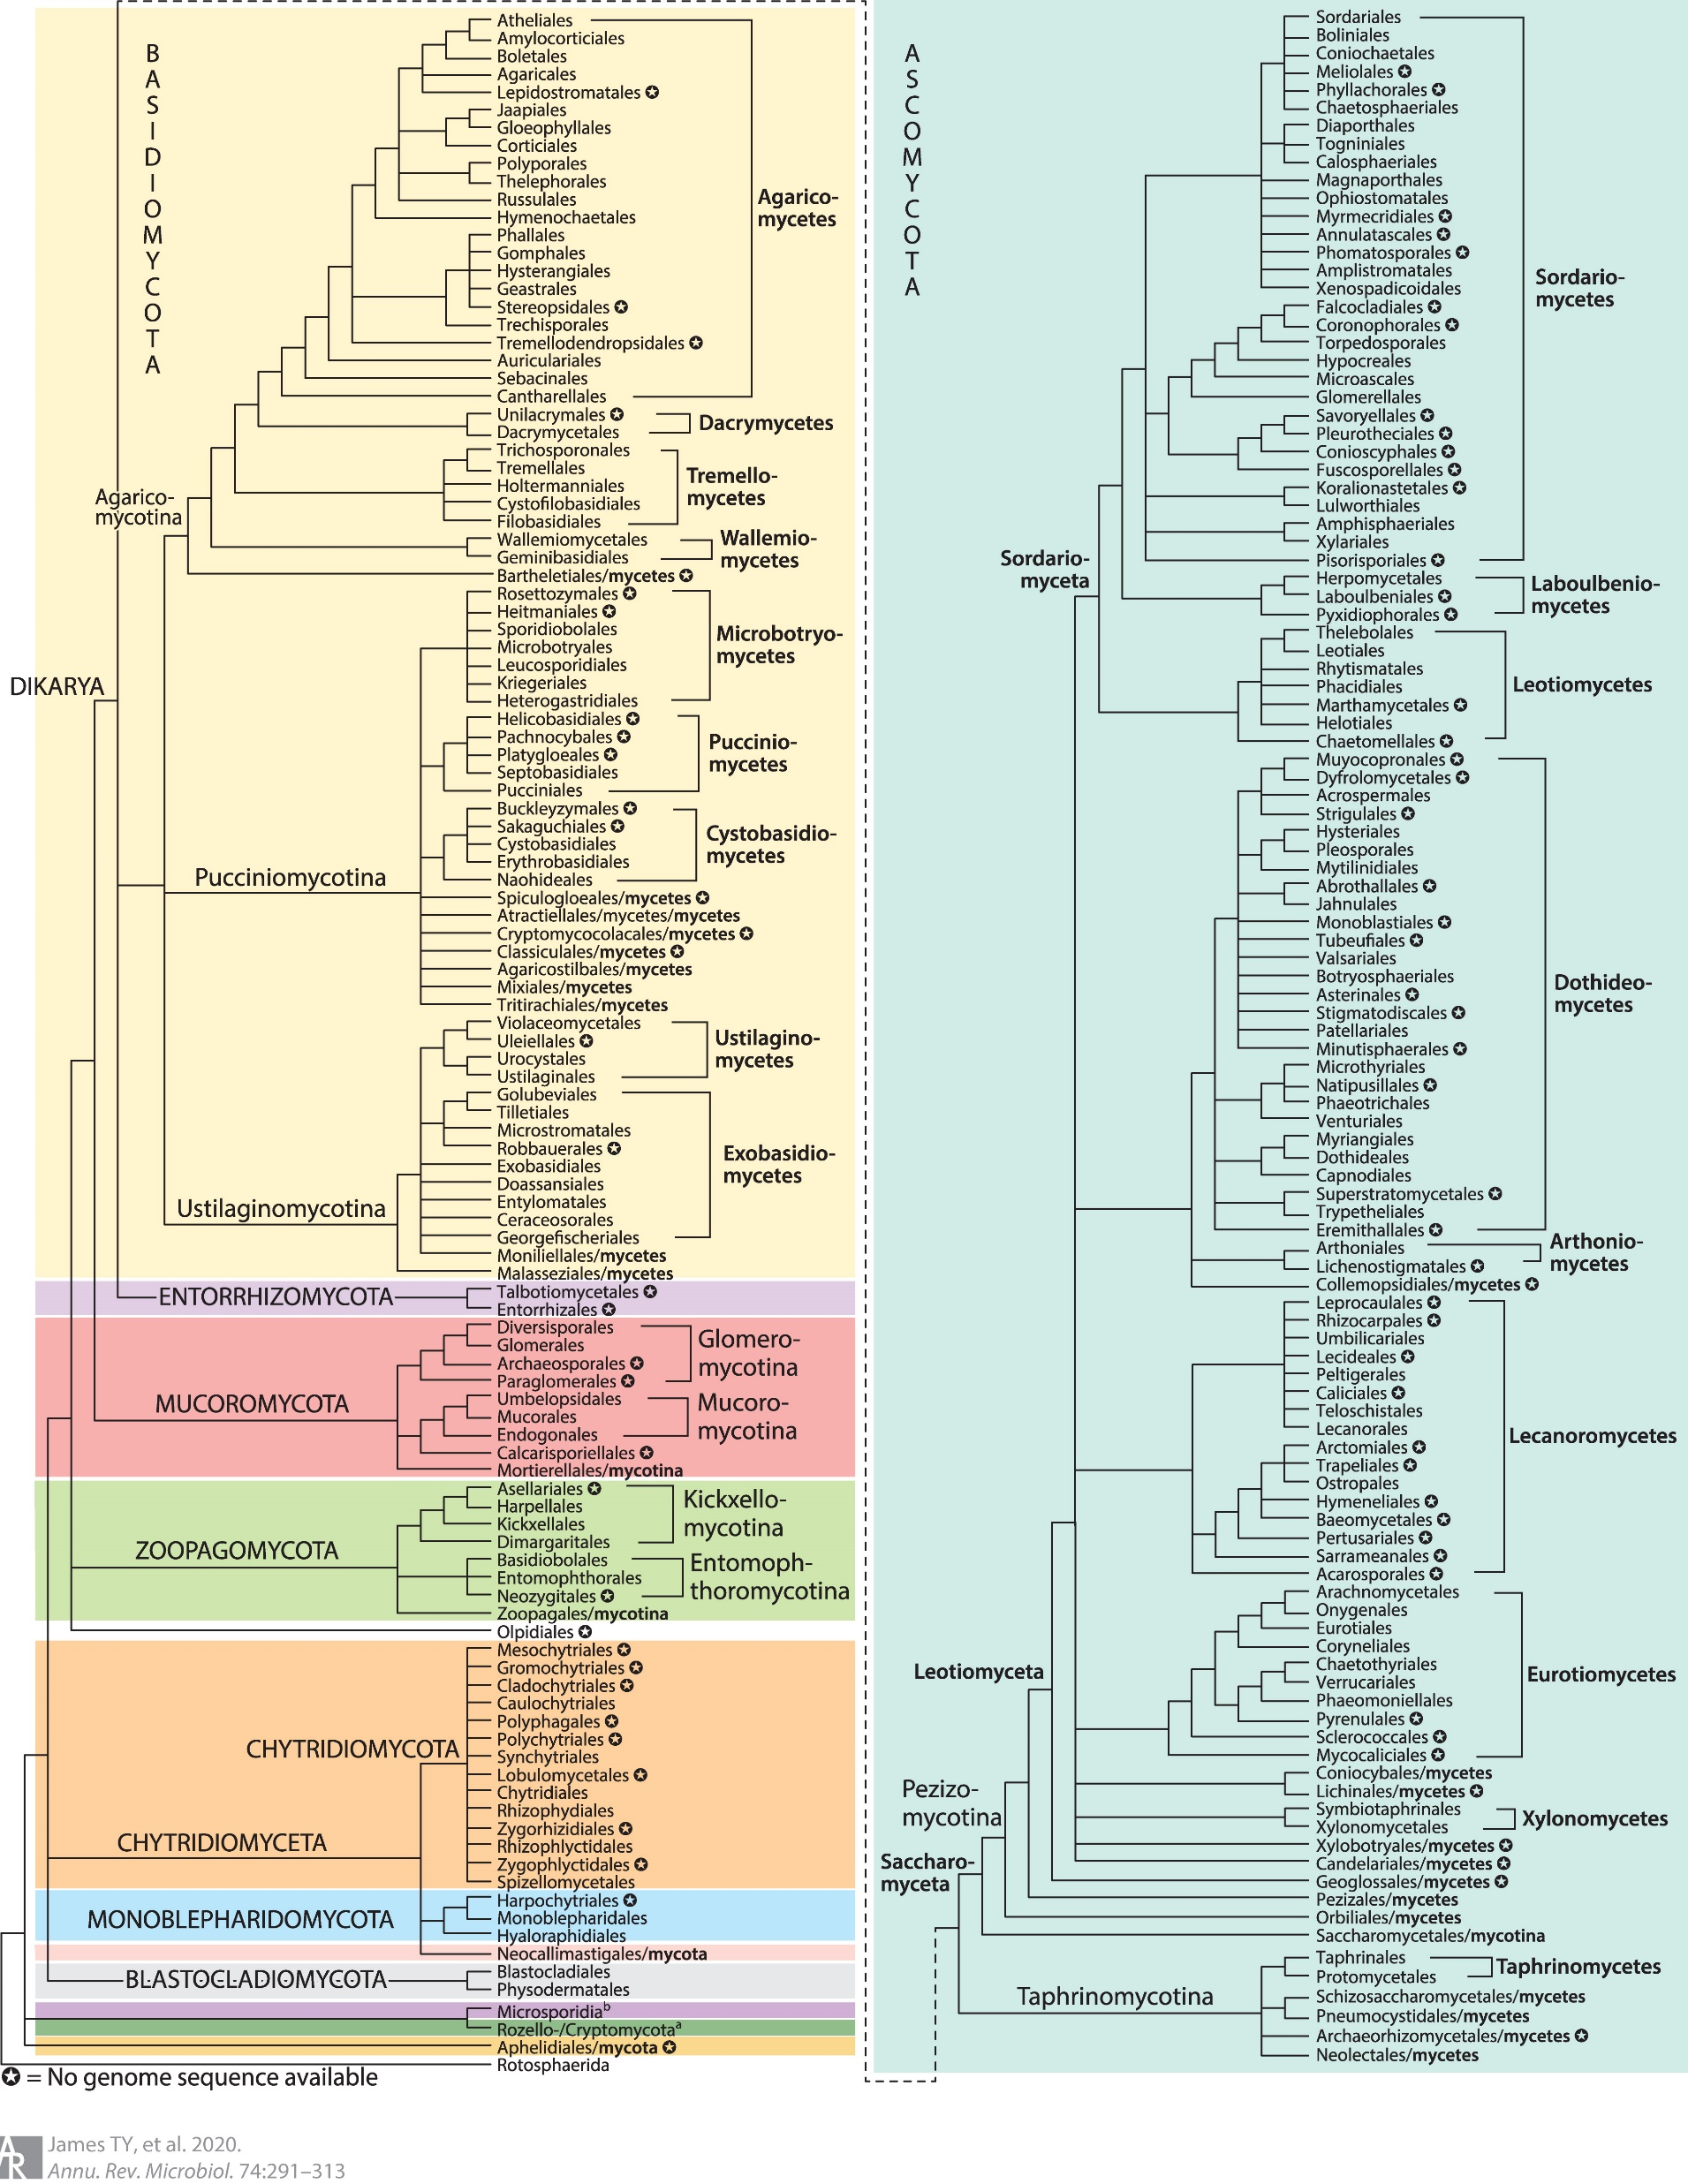 BASIDIOMYCOTA
Atheliales
Amylocorticiales
Boletales
Agaricales
Lepidostromatales ✪
Jaapiales
Gloeophyllales
Corticiales
Polyporales
Thelephorales
Russulales
Hymenochaetales
Phallales
Gomphales
Hysterangiales
Geastrales
Stereopsidales ✪
Trechisporales
Tremellodendropsidales ✪
Auriculariales
Sebacinales
Cantharellales
Agarico-
mycetes
Unilacrymales ✪
Dacrymycetales
Dacrymycetes
Trichosporonales
Tremellales
Holtermanniales
Cystofilobasidiales
Filobasidiales
Tremello-
mycetes
Agarico-
mycotina
Wallemiomycetales
Geminibasidiales
Wallemio-
mycetes
Bartheletiales/mycetes ✪
Rosettozymales ✪
Heitmaniales ✪
Sporidiobolales
Microbotryales
Leucosporidiales
Kriegeriales
Heterogastridiales
Microbotryo-
mycetes
DIKARYA
Helicobasidiales ✪
Pachnocybales ✪
Platygloeales ✪
Septobasidiales
Pucciniales
Puccinio-
mycetes
Buckleyzymales ✪
Sakaguchiales ✪
Cystobasidiales
Erythrobasidiales
Naohideales
Cystobasidio-
mycetes
Pucciniomycotina
Spiculogloeales/mycetes ✪
Atractiellales/mycetes/mycetes
Cryptomycocolacales/mycetes ✪
Classiculales/mycetes ✪
Agaricostilbales/mycetes
Mixiales/mycetes
Tritirachiales/mycetes
Violaceomycetales
Uleiellales ✪
Urocystales
Ustilaginales
Ustilagino-
mycetes
Golubeviales
Tilletiales
Microstromatales
Robbauerales ✪
Exobasidiales
Doassansiales
Entylomatales
Ceraceosorales
Georgefischeriales
Exobasidio-
mycetes
Ustilaginomycotina
Moniliellales/mycetes
Malasseziales/mycetes
ENTORRHIZOMYCOTA
Talbotiomycetales ✪
Entorrhizales ✪
Diversisporales
Glomerales
Archaeosporales ✪
Paraglomerales ✪
Glomero-
mycotina
MUCOROMYCOTA
Umbelopsidales
Mucorales
Endogonales
Mucoro-
mycotina
Calcarisporiellales ✪
Mortierellales/mycotina
Asellariales ✪
Harpellales
Kickxellales
Dimargaritales
Kickxello-
mycotina
ZOOPAGOMYCOTA
Basidiobolales
Entomophthorales
Neozygitales ✪
Entomoph-
thoromycotina
Zoopagales/mycotina
Olpidiales ✪
Mesochytriales ✪
Gromochytriales ✪
Cladochytriales ✪
Caulochytriales
Polyphagales ✪
Polychytriales ✪
Synchytriales
Lobulomycetales ✪
Chytridiales
Rhizophydiales
Zygorhizidiales ✪
Rhizophlyctidales
Zygophlyctidales ✪
Spizellomycetales
CHYTRIDIOMYCOTA
CHYTRIDIOMYCETA
MONOBLEPHARIDOMYCOTA
Harpochytriales ✪
Monoblepharidales
Hyaloraphidiales
Neocallimastigales/mycota
BLASTOCLADIOMYCOTA
Blastocladiales
Physodermatales
Microsporidiaᵇ
Rozello-/Cryptomycotaᵃ
Aphelidiales/mycota ✪
Rotosphaerida
✪ = No genome sequence available
ASCOMYCOTA
Sordariales
Boliniales
Coniochaetales
Meliolales ✪
Phyllachorales ✪
Chaetosphaeriales
Diaporthales
Togniniales
Calosphaeriales
Magnaporthales
Ophiostomatales
Myrmecridiales ✪
Annulatascales ✪
Phomatosporales ✪
Amplistromatales
Xenospadicoidales
Falcocladiales ✪
Coronophorales ✪
Torpedosporales
Hypocreales
Microascales
Glomerellales
Savoryellales ✪
Pleurotheciales ✪
Conioscyphales ✪
Fuscosporellales ✪
Koralionastetales ✪
Lulworthiales
Amphisphaeriales
Xylariales
Pisorisporiales ✪
Sordario-
mycetes
Sordario-
myceta
Herpomycetales
Laboulbeniales ✪
Pyxidiophorales ✪
Laboulbenio-
mycetes
Thelebolales
Leotiales
Rhytismatales
Phacidiales
Marthamycetales ✪
Helotiales
Chaetomellales ✪
Leotiomycetes
Muyocopronales ✪
Dyfrolomycetales ✪
Acrospermales
Strigulales ✪
Hysteriales
Pleosporales
Mytilinidiales
Abrothallales ✪
Jahnulales
Monoblastiales ✪
Tubeufiales ✪
Valsariales
Botryosphaeriales
Asterinales ✪
Stigmatodiscales ✪
Patellariales
Minutisphaerales ✪
Microthyriales
Natipusillales ✪
Phaeotrichales
Venturiales
Myriangiales
Dothideales
Capnodiales
Superstratomycetales ✪
Trypetheliales
Eremithallales ✪
Dothideo-
mycetes
Arthoniales
Lichenostigmatales ✪
Arthonio-
mycetes
Collemopsidiales/mycetes ✪
Leprocaulales ✪
Rhizocarpales ✪
Umbilicariales
Lecideales ✪
Peltigerales
Caliciales ✪
Teloschistales
Lecanorales
Arctomiales ✪
Trapeliales ✪
Ostropales
Hymeneliales ✪
Baeomycetales ✪
Pertusariales ✪
Sarrameanales ✪
Acarosporales ✪
Lecanoromycetes
Arachnomycetales
Onygenales
Eurotiales
Coryneliales
Chaetothyriales
Verrucariales
Phaeomoniellales
Pyrenulales ✪
Sclerococcales ✪
Mycocaliciales ✪
Eurotiomycetes
Leotiomyceta
Coniocybales/mycetes
Lichinales/mycetes ✪
Symbiotaphrinales
Xylonomycetales
Xylonomycetes
Pezizo-
mycotina
Xylobotryales/mycetes ✪
Candelariales/mycetes ✪
Geoglossales/mycetes ✪
Pezizales/mycetes
Orbiliales/mycetes
Saccharo-
myceta
Saccharomycetales/mycotina
Taphrinales
Protomycetales
Taphrinomycetes
Taphrinomycotina
Schizosaccharomycetales/mycetes
Pneumocystidales/mycetes
Archaeorhizomycetales/mycetes ✪
Neolectales/mycetes
AR
James TY, et al. 2020.
Annu. Rev. Microbiol. 74:291–313